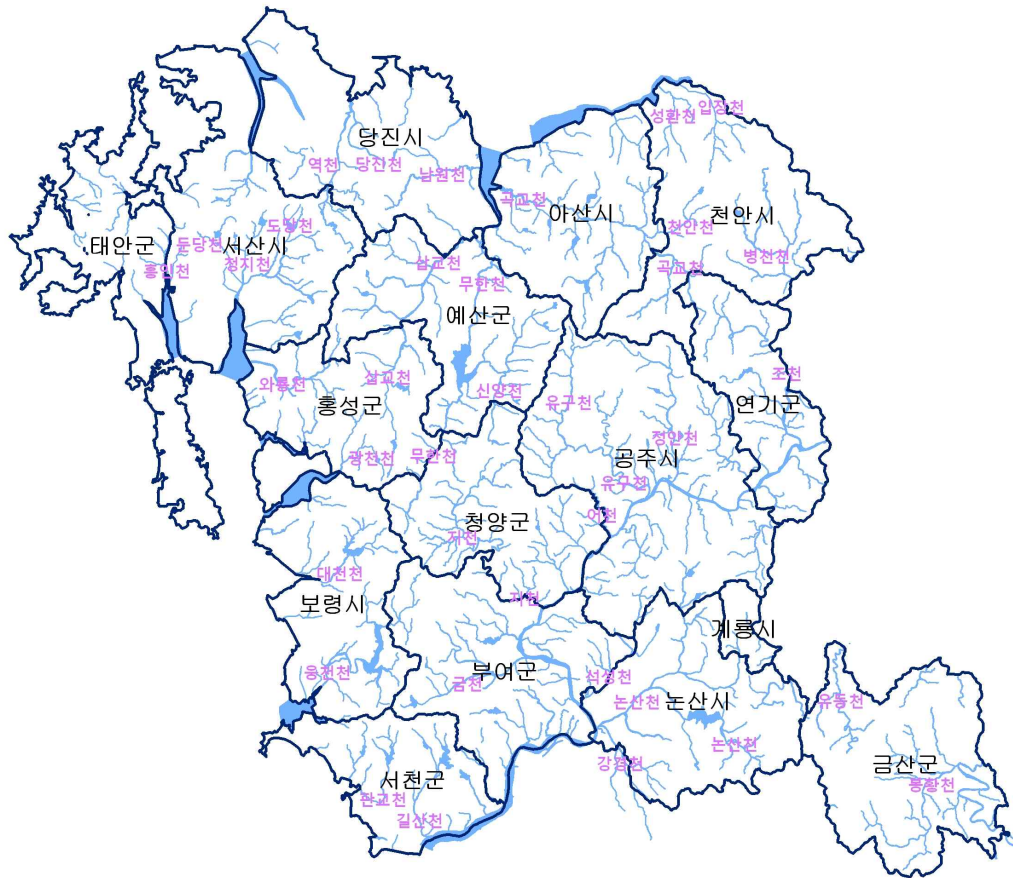 성환천
입장천
당진시
역천
당진천
남원천
곡교천
아산시
천안시
천안천
병천천
곡교천
태안군
흥인천
둔당천
서산시
도당천
청지천
삽교천
무한천
예산군
신양천
와룡천
삽교천
홍성군
광천천
무한천
유구천
정안천
공주시
유구천
어천
조천
연기군
청양군
지천
지천
대천천
보령시
웅천천
부여군
금천
석성천
계룡시
논산천
논산시
논산천
강경천
유등천
금산군
봉황천
서천군
판교천
길산천